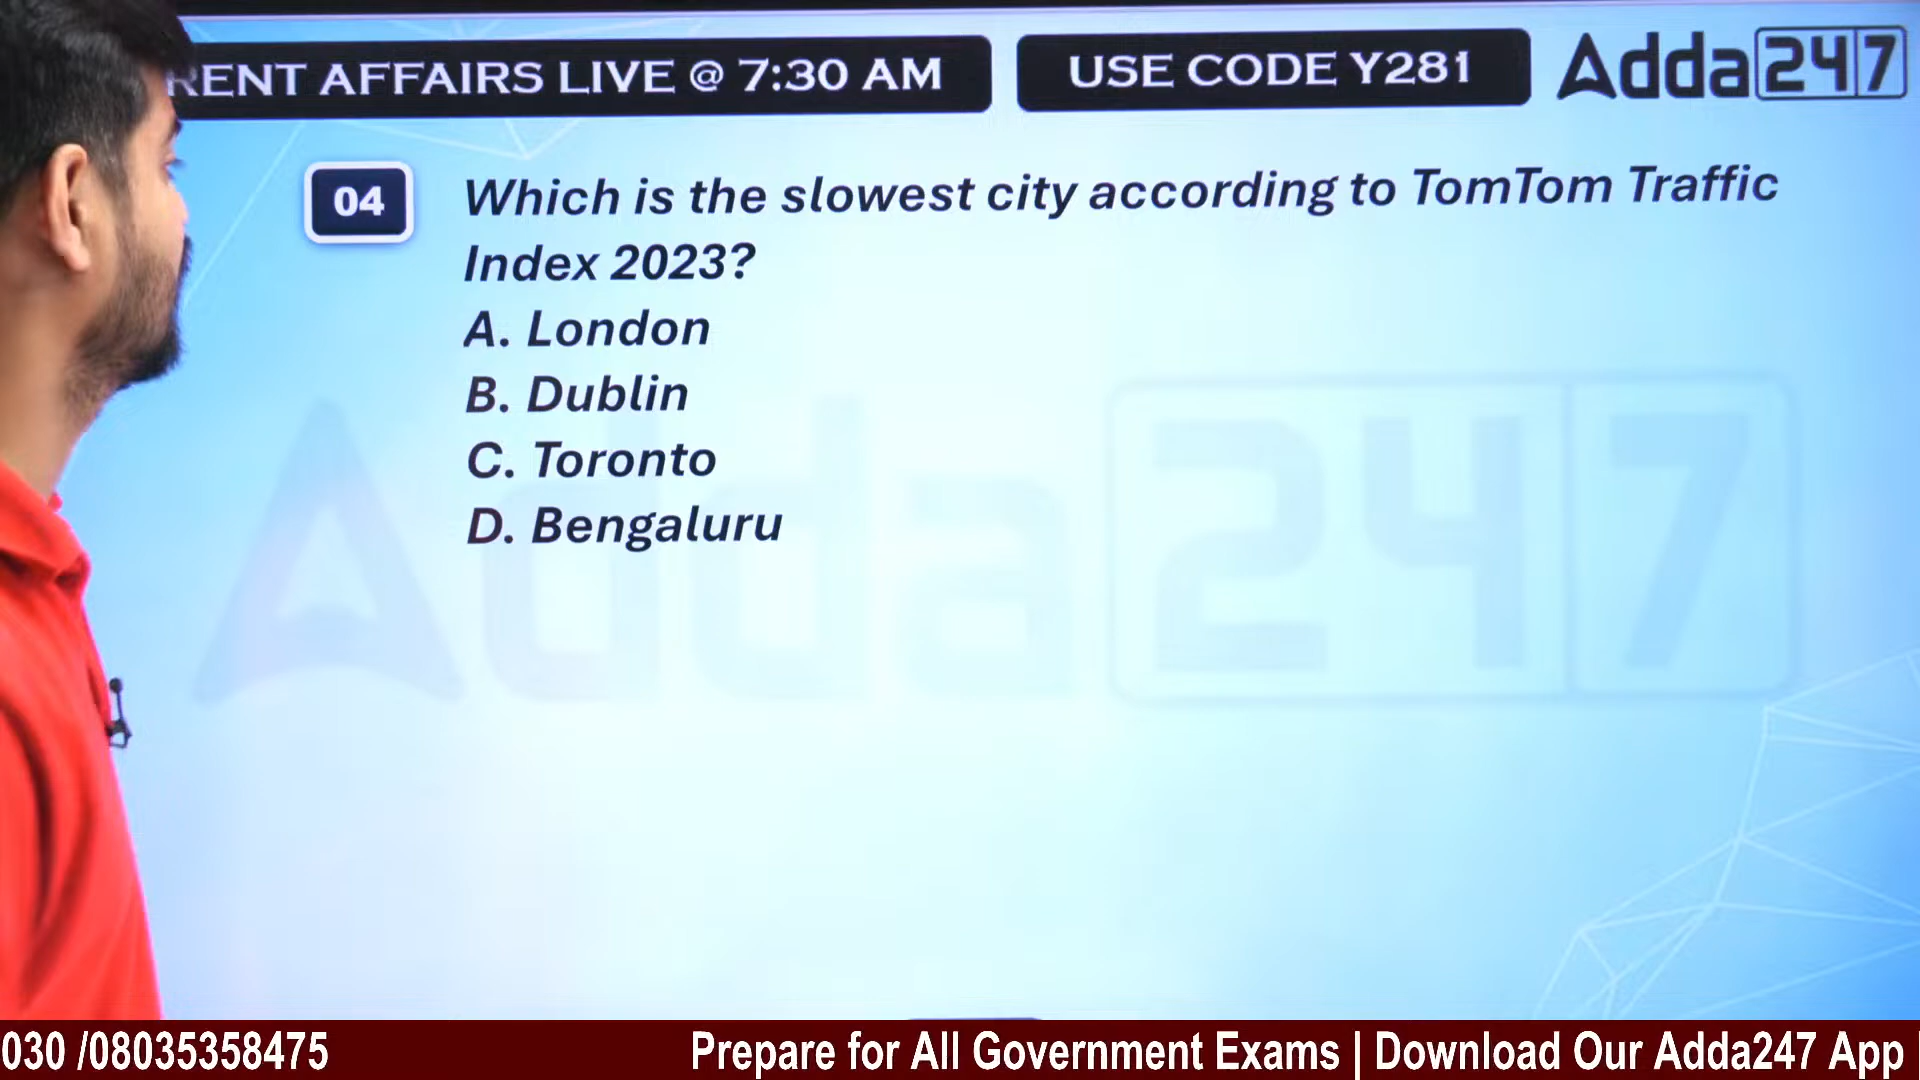 RENT AFFAIRS LIVE @ 7:30 AM
USE CODE Y281
Adda247
04
Which is the slowest city according to TomTom Traffic
Index 2023?
A. London
B. Dublin
C. Toronto
D. Bengaluru
Adda247
030 /08035358475
Prepare for All Government Exams | Download Our Adda247 App